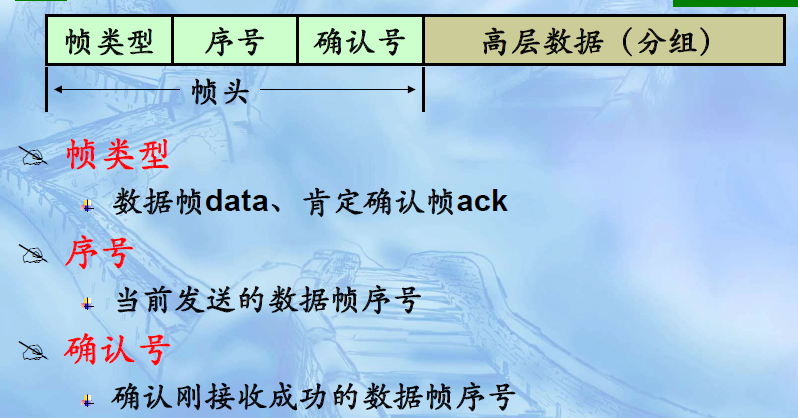 帧类型 序号 确认号 高层数据（分组）
帧头
帧类型
数据帧data、肯定确认帧ack
序号
当前发送的数据帧序号
确认号
确认刚接收成功的数据帧序号